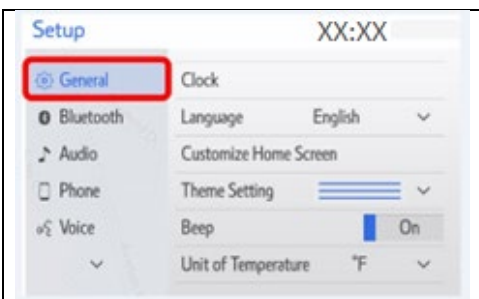 Setup XX:XX
General Clock
Bluetooth Language English
Audio Customize Home Screen
Phone Theme Setting
Voice Beep On
Unit of Temperature °F